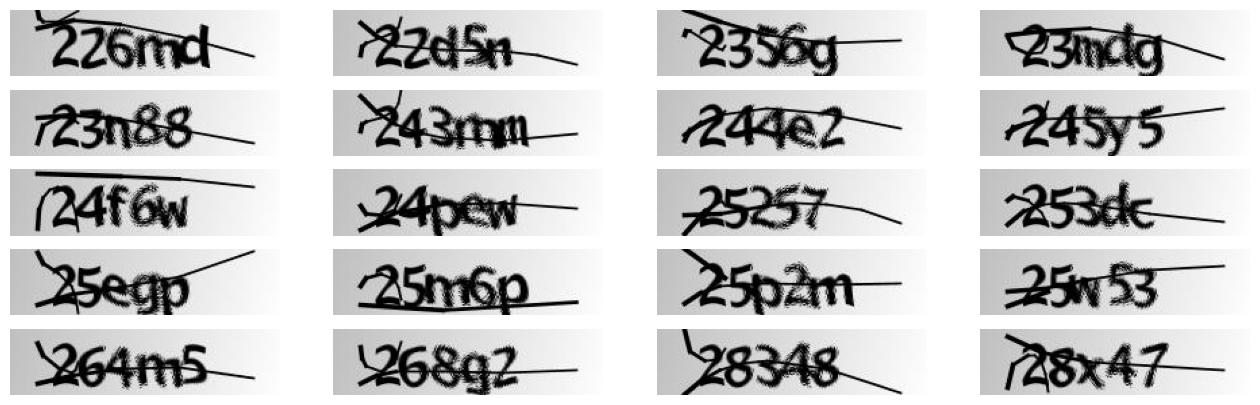 226md 22d5n 2356g 23mdg
23n88 243mm 244e2 245y5
24f6w 24pew 25257 253dc
25egp 25m6p 25p2m 25w53
264m5 268g2 28348 28x47